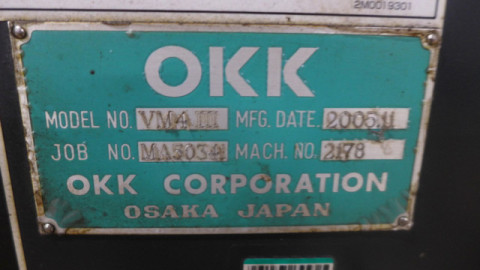 2M0019301
OKK
MODEL NO. VM4 III MFG. DATE. 2005.11
JOB NO. MA3034 MACH. NO. 2178
OKK CORPORATION
OSAKA JAPAN